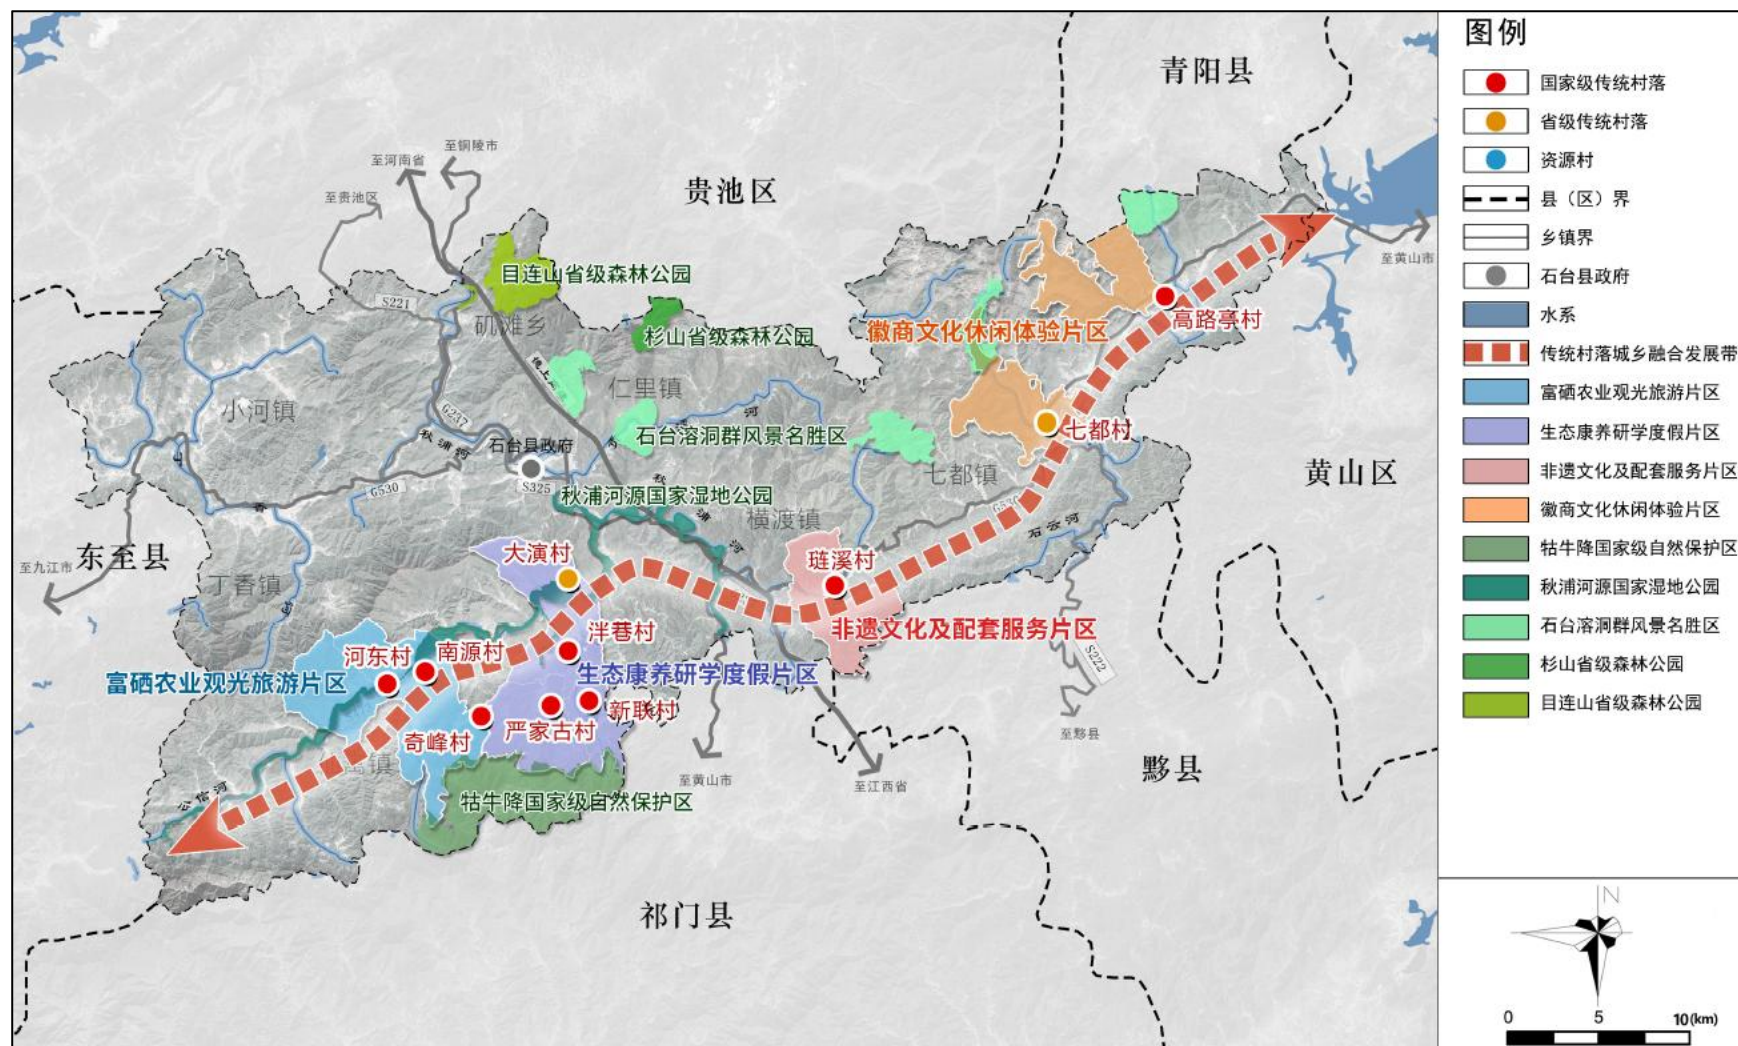 青阳县
至铜陵市
至河南省
贵池区
至贵池区
至黄山市
目连山省级森林公园
S221
矶滩乡
高路亭村
徽商文化休闲体验片区
杉山省级森林公园
仁里镇
小河镇
G237
七都村
河
石台溶洞群风景名胜区
秋浦河
石台县政府
七都镇
黄山区
G530
S325
秋
秋浦河源国家湿地公园
浦
横渡镇
G530
香
石云河
河
大演村
东至县
琏溪村
至九江市
丁香镇
泮巷村
非遗文化及配套服务片区
河东村
南源村
S222
生态康养研学度假片区
富硒农业观光旅游片区
新联村
严家古村
奇峰村
至黟县
镇
黟县
至黄山市
至江西省
公信河
牯牛降国家级自然保护区
祁门县
图例
国家级传统村落
省级传统村落
资源村
县（区）界
乡镇界
石台县政府
水系
传统村落城乡融合发展带
富硒农业观光旅游片区
生态康养研学度假片区
非遗文化及配套服务片区
徽商文化休闲体验片区
牯牛降国家级自然保护区
秋浦河源国家湿地公园
石台溶洞群风景名胜区
杉山省级森林公园
目连山省级森林公园
N
0 5 10(km)